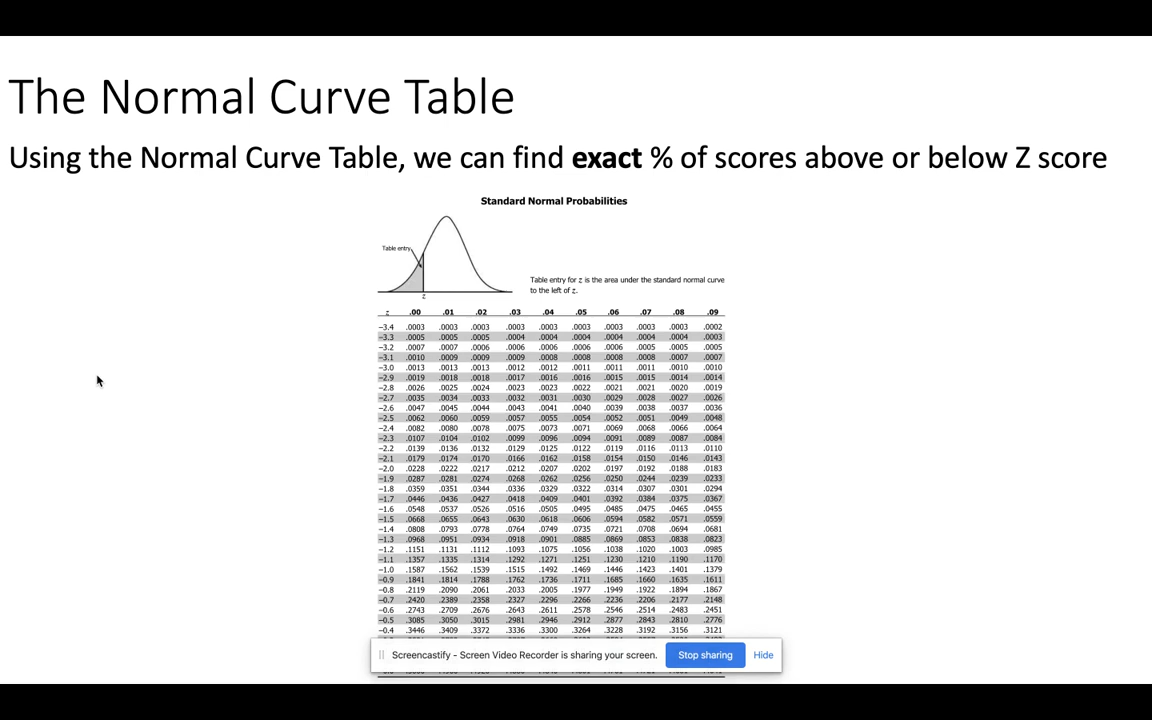 The Normal Curve Table
Using the Normal Curve Table, we can find exact % of scores above or below Z score
Standard Normal Probabilities
Table entry
z
Table entry for z is the area under the standard normal curve
to the left of z.
z .00 .01 .02 .03 .04 .05 .06 .07 .08 .09
−3.4 .0003 .0003 .0003 .0003 .0003 .0003 .0003 .0003 .0003 .0002
−3.3 .0005 .0005 .0005 .0004 .0004 .0004 .0004 .0004 .0004 .0003
−3.2 .0007 .0007 .0006 .0006 .0006 .0006 .0006 .0005 .0005 .0005
−3.1 .0010 .0009 .0009 .0009 .0008 .0008 .0008 .0008 .0007 .0007
−3.0 .0013 .0013 .0013 .0012 .0012 .0011 .0011 .0011 .0010 .0010
−2.9 .0019 .0018 .0018 .0017 .0016 .0016 .0015 .0015 .0014 .0014
−2.8 .0026 .0025 .0024 .0023 .0023 .0022 .0021 .0021 .0020 .0019
−2.7 .0035 .0034 .0033 .0032 .0031 .0030 .0029 .0028 .0027 .0026
−2.6 .0047 .0045 .0044 .0043 .0041 .0040 .0039 .0038 .0037 .0036
−2.5 .0062 .0060 .0059 .0057 .0055 .0054 .0052 .0051 .0049 .0048
−2.4 .0082 .0080 .0078 .0075 .0073 .0071 .0069 .0068 .0066 .0064
−2.3 .0107 .0104 .0102 .0099 .0096 .0094 .0091 .0089 .0087 .0084
−2.2 .0139 .0136 .0132 .0129 .0125 .0122 .0119 .0116 .0113 .0110
−2.1 .0179 .0174 .0170 .0166 .0162 .0158 .0154 .0150 .0146 .0143
−2.0 .0228 .0222 .0217 .0212 .0207 .0202 .0197 .0192 .0188 .0183
−1.9 .0287 .0281 .0274 .0268 .0262 .0256 .0250 .0244 .0239 .0233
−1.8 .0359 .0351 .0344 .0336 .0329 .0322 .0314 .0307 .0301 .0294
−1.7 .0446 .0436 .0427 .0418 .0409 .0401 .0392 .0384 .0375 .0367
−1.6 .0548 .0537 .0526 .0516 .0505 .0495 .0485 .0475 .0465 .0455
−1.5 .0668 .0655 .0643 .0630 .0618 .0606 .0594 .0582 .0571 .0559
−1.4 .0808 .0793 .0778 .0764 .0749 .0735 .0721 .0708 .0694 .0681
−1.3 .0968 .0951 .0934 .0918 .0901 .0885 .0869 .0853 .0838 .0823
−1.2 .1151 .1131 .1112 .1093 .1075 .1056 .1038 .1020 .1003 .0985
−1.1 .1357 .1335 .1314 .1292 .1271 .1251 .1230 .1210 .1190 .1170
−1.0 .1587 .1562 .1539 .1515 .1492 .1469 .1446 .1423 .1401 .1379
−0.9 .1841 .1814 .1788 .1762 .1736 .1711 .1685 .1660 .1635 .1611
−0.8 .2119 .2090 .2061 .2033 .2005 .1977 .1949 .1922 .1894 .1867
−0.7 .2420 .2389 .2358 .2327 .2296 .2266 .2236 .2206 .2177 .2148
−0.6 .2743 .2709 .2676 .2643 .2611 .2578 .2546 .2514 .2483 .2451
−0.5 .3085 .3050 .3015 .2981 .2946 .2912 .2877 .2843 .2810 .2776
−0.4 .3446 .3409 .3372 .3336 .3300 .3264 .3228 .3192 .3156 .3121
Screencastify - Screen Video Recorder is sharing your screen. Stop sharing Hide